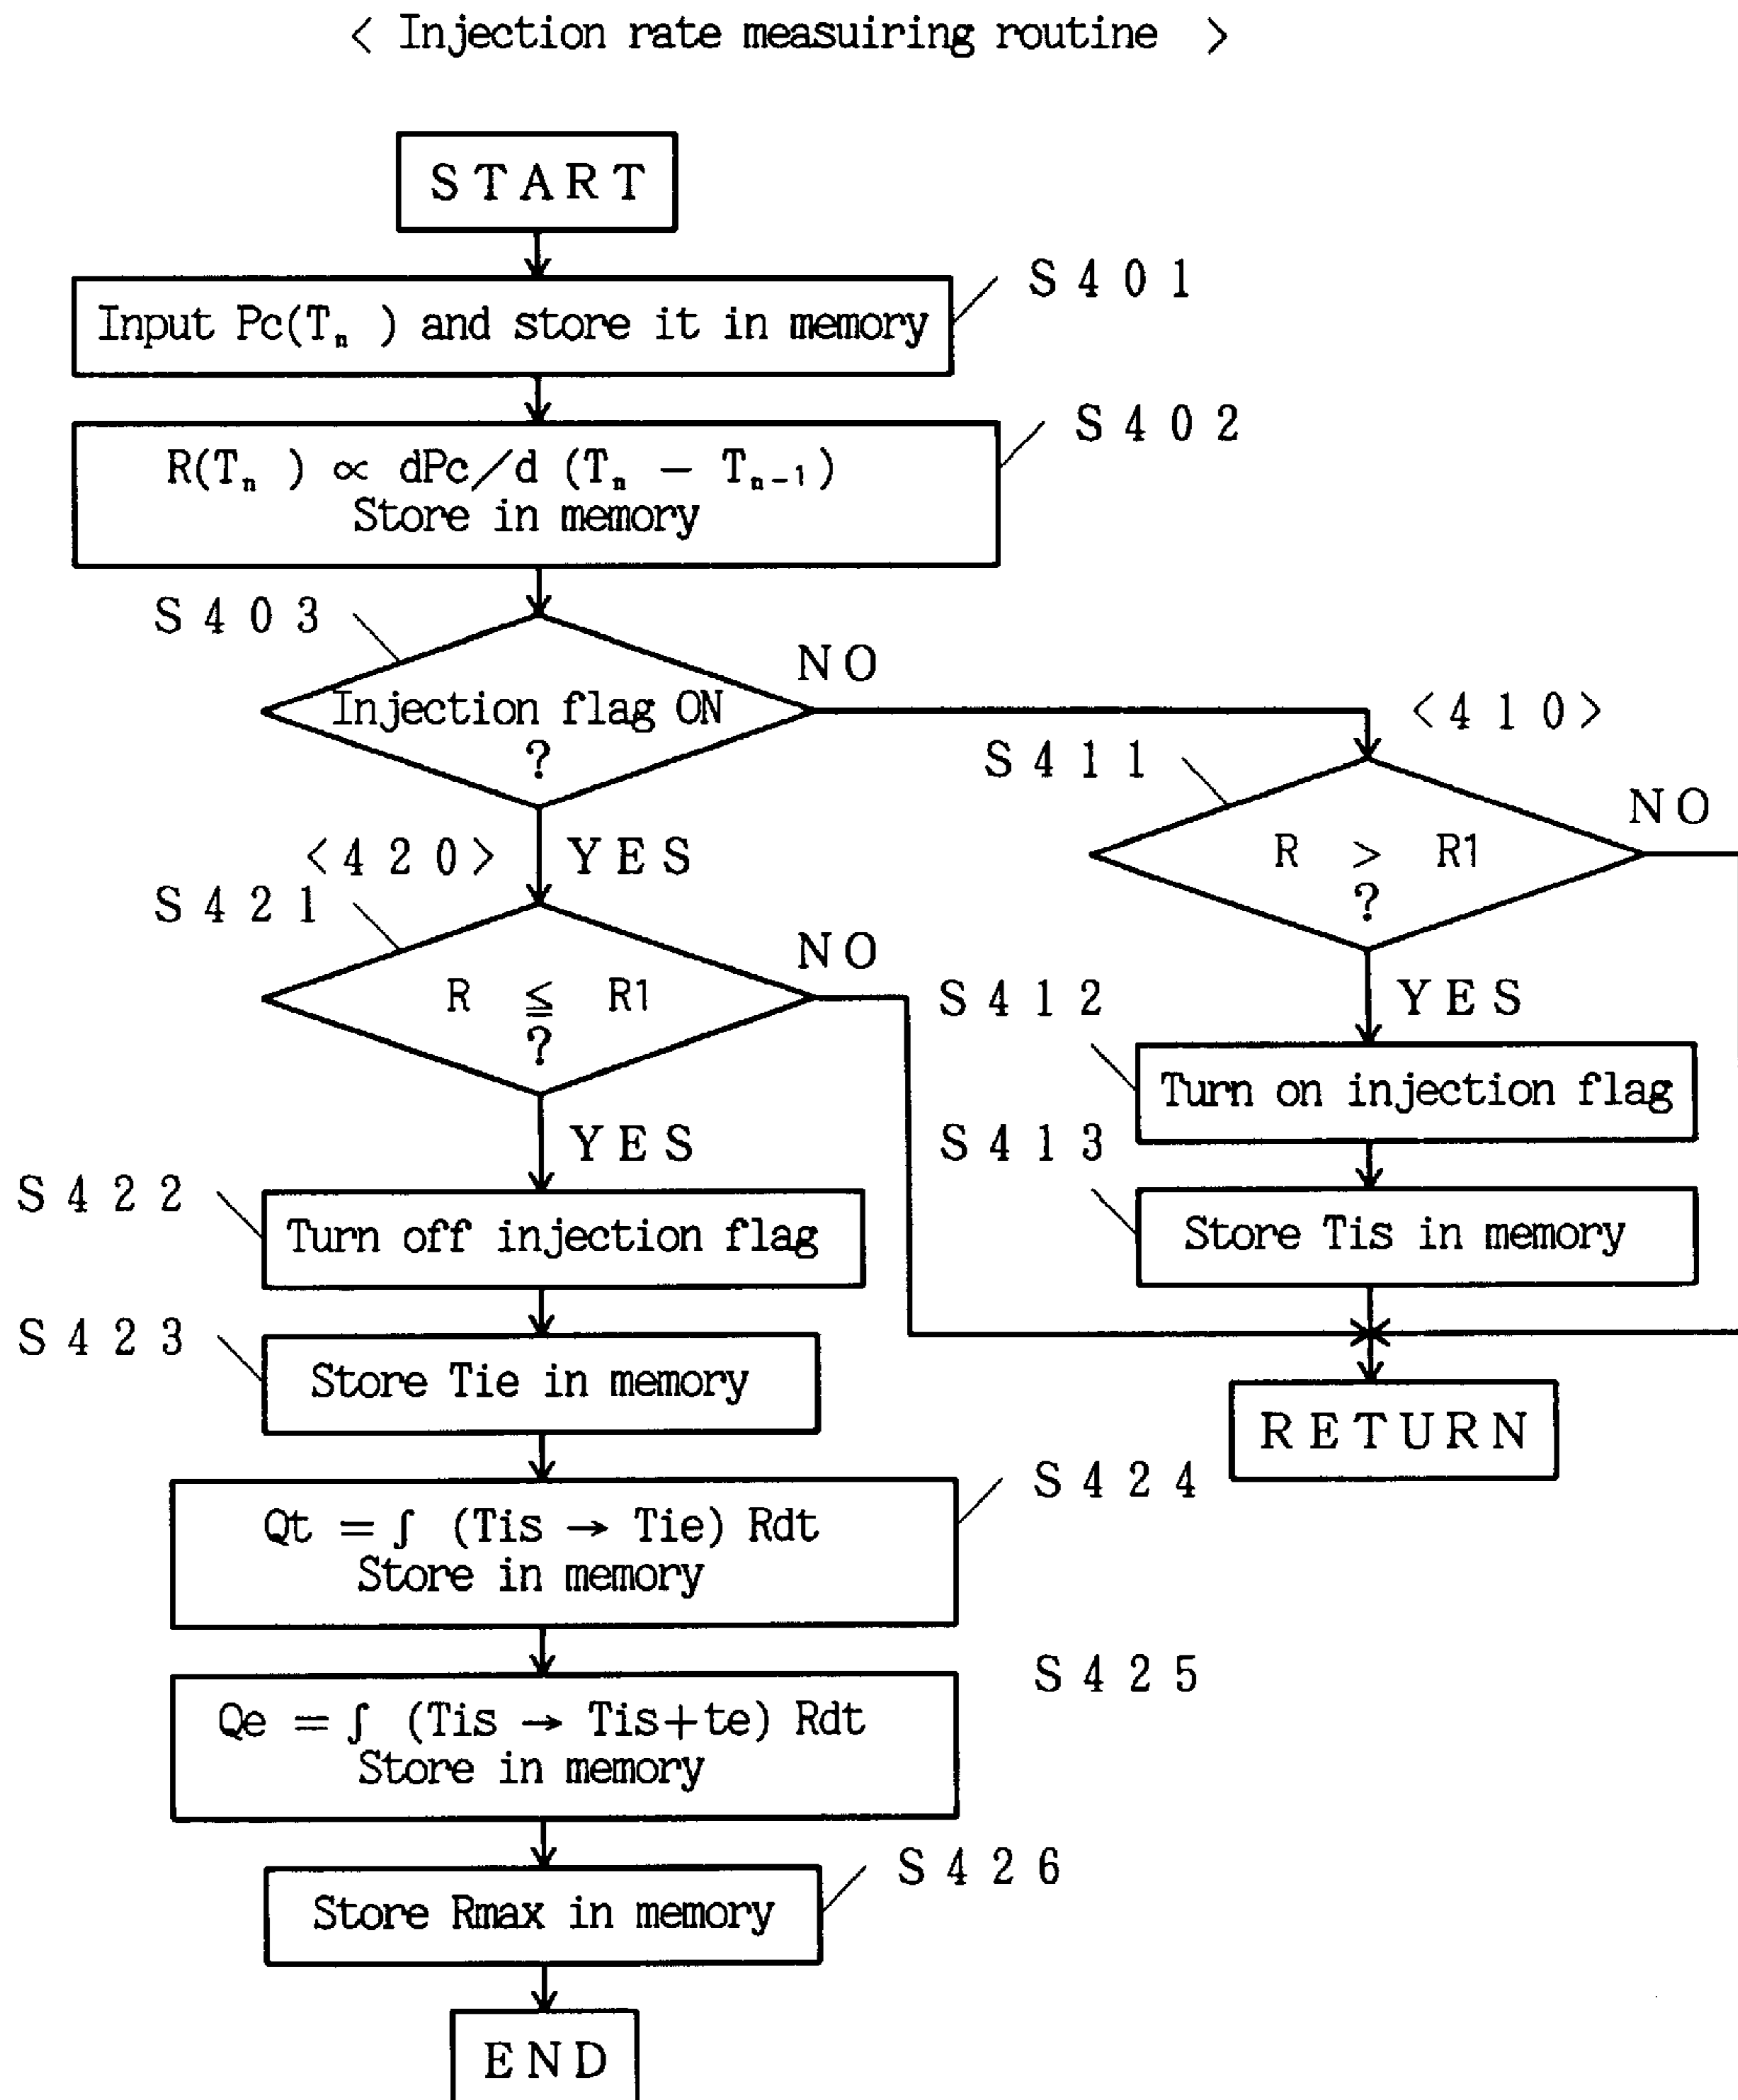 < Injection rate measuiring routine >
START
S401
Input Pc(Tₙ ) and store it in memory
S402
R(Tₙ ) ∝ dPc/d (Tₙ − Tₙ₋₁)
Store in memory
S403
NO
Injection flag ON
?
<410>
S411
NO
R > R1
?
<420>
YES
S421
NO
R ≦ R1
?
S412
YES
Turn on injection flag
YES
S413
S422
Turn off injection flag
Store Tis in memory
S423
Store Tie in memory
RETURN
S424
Qt = ∫ (Tis → Tie) Rdt
Store in memory
S425
Qe = ∫ (Tis → Tis+te) Rdt
Store in memory
S426
Store Rmax in memory
END